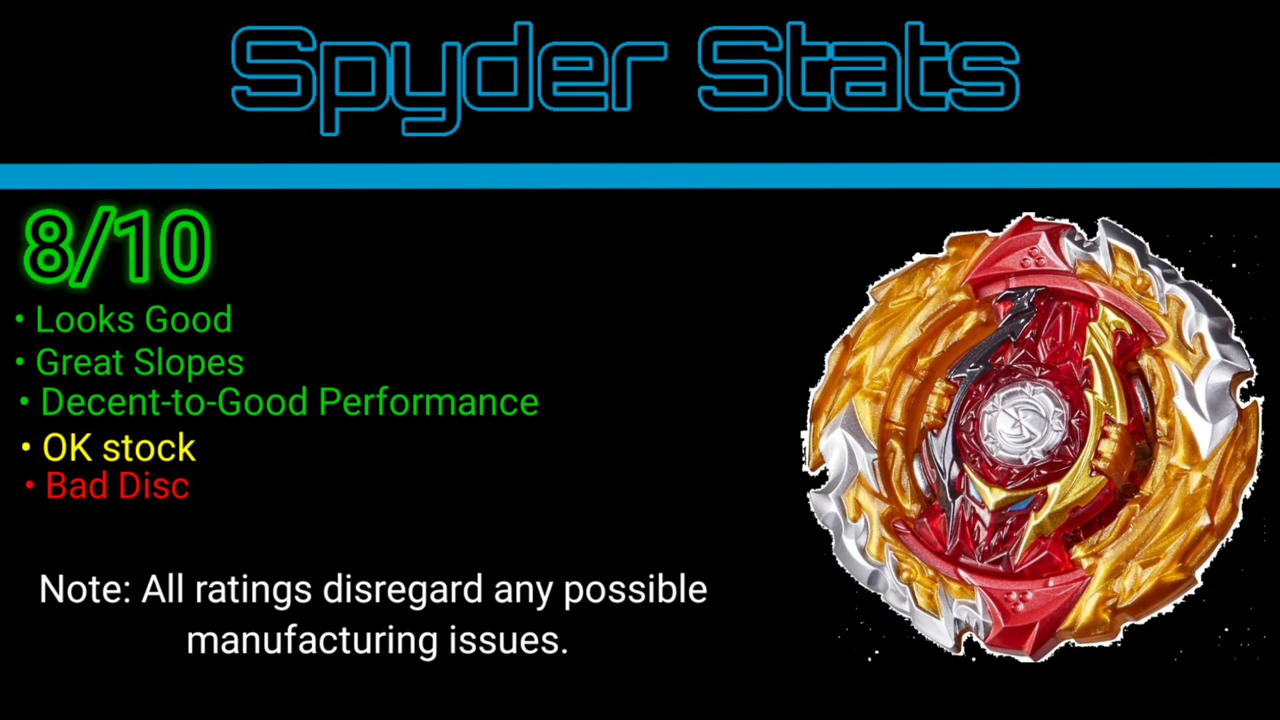 Spyder Stats
8/10
• Looks Good
• Great Slopes
• Decent-to-Good Performance
• OK stock
• Bad Disc
Note: All ratings disregard any possible
manufacturing issues.